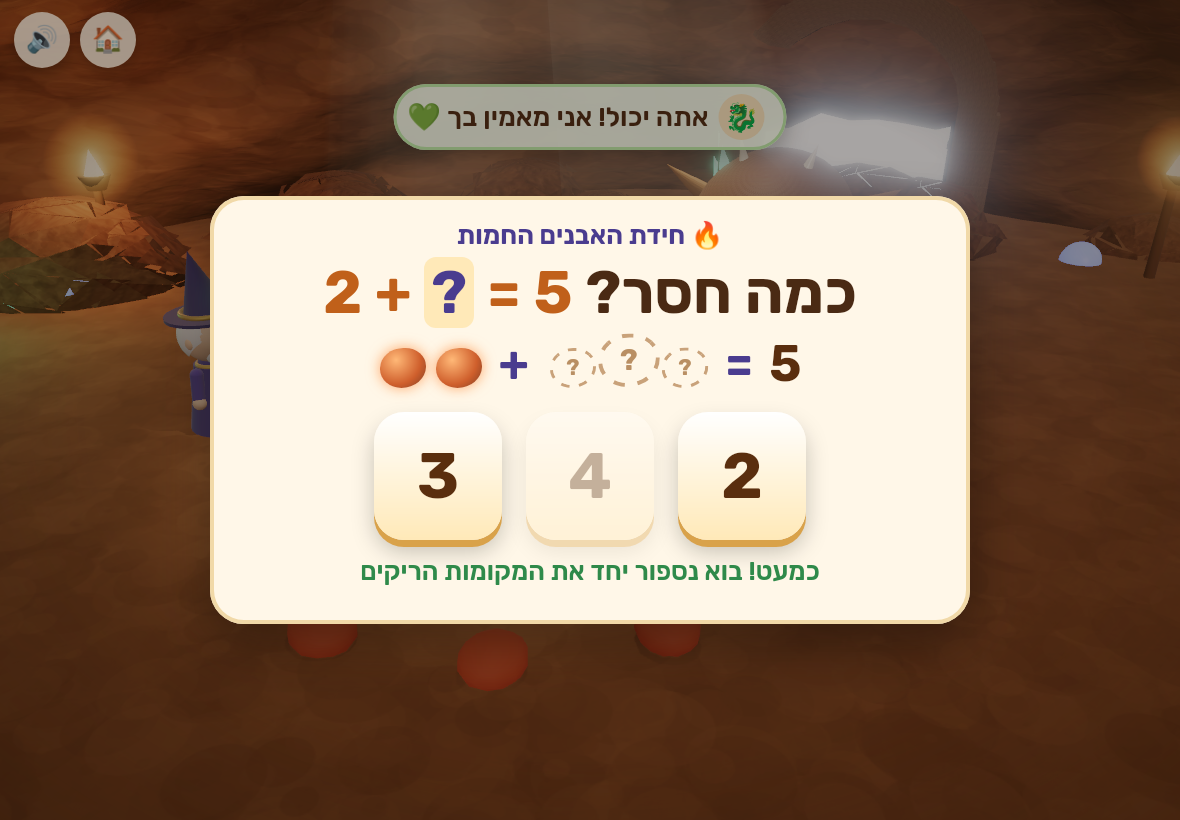 אתה יכול! אני מאמין בך 💚
🔥 חידת האבנים החמות
כמה חסר? 2 + ? = 5
? ? ? + = 5
3 4 2
כמעט! בוא נספור יחד את המקומות הריקים